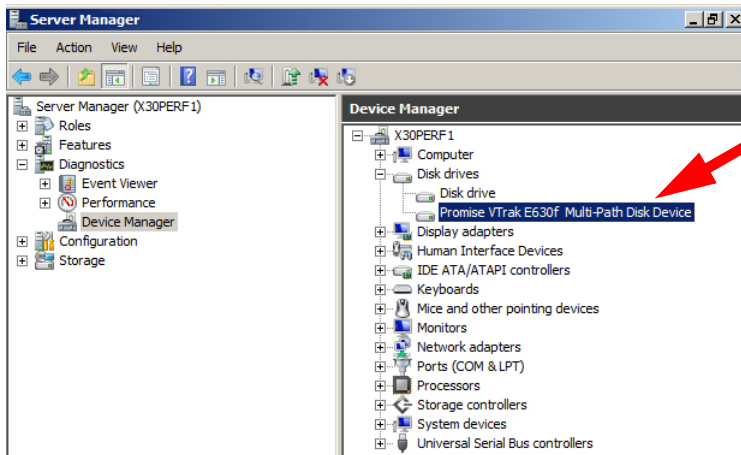 Server Manager
File Action View Help
Server Manager (X30PERF1)
Roles
Features
Diagnostics
Event Viewer
Performance
Device Manager
Configuration
Storage
Device Manager
X30PERF1
Computer
Disk drives
Disk drive
Promise VTrak E630f Multi-Path Disk Device
Display adapters
Human Interface Devices
IDE ATA/ATAPI controllers
Keyboards
Mice and other pointing devices
Monitors
Network adapters
Ports (COM & LPT)
Processors
Storage controllers
System devices
Universal Serial Bus controllers